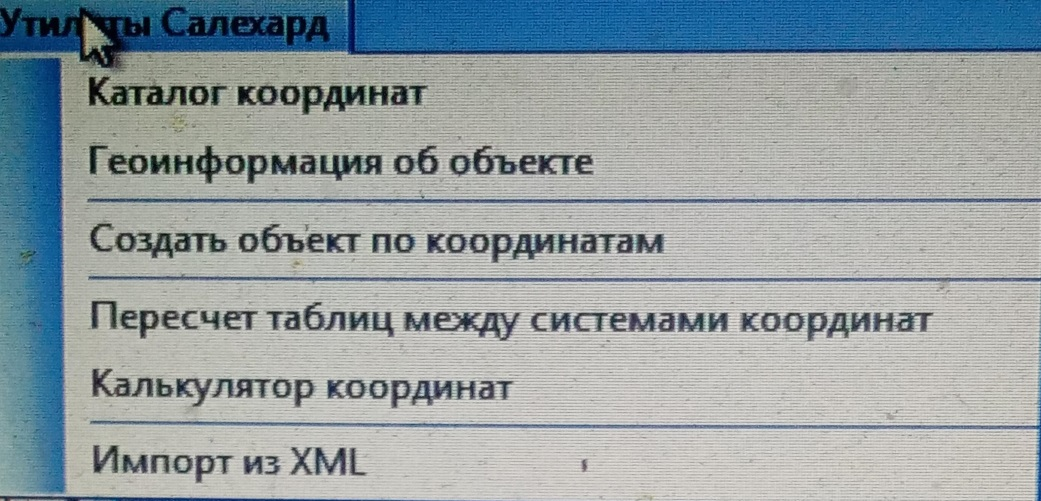 Утилиты Салехард
Каталог координат
Геоинформация об объекте
Создать объект по координатам
Пересчет таблиц между системами координат
Калькулятор координат
Импорт из XML